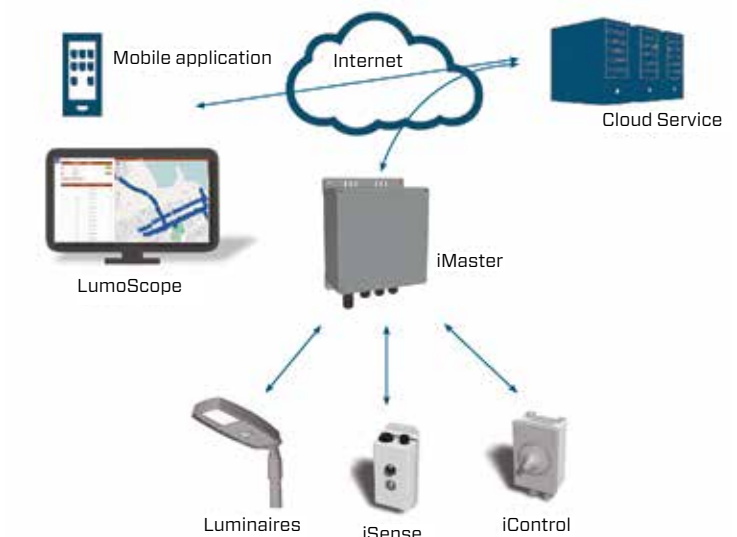 Mobile application
Internet
Cloud Service
LumoScope
iMaster
Luminaires
iSense
iControl